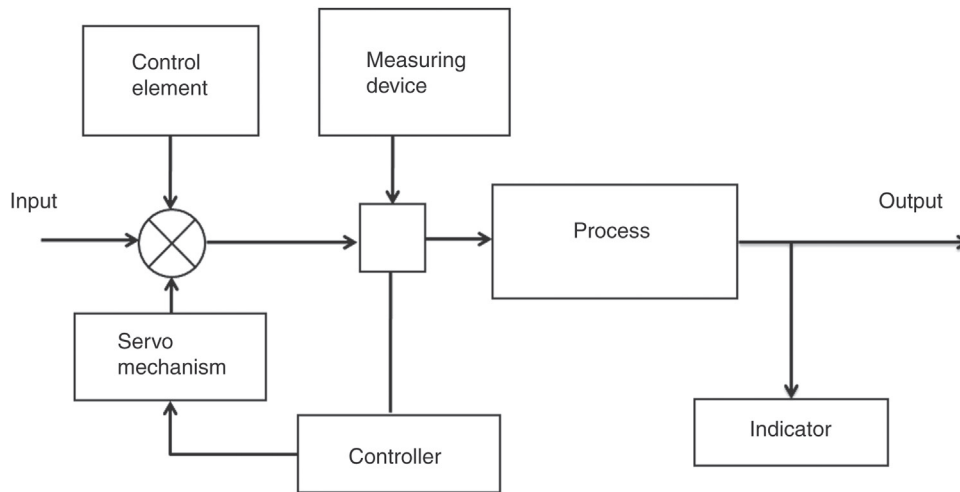 Control
element
Measuring
device
Input
Process
Output
Servo
mechanism
Controller
Indicator